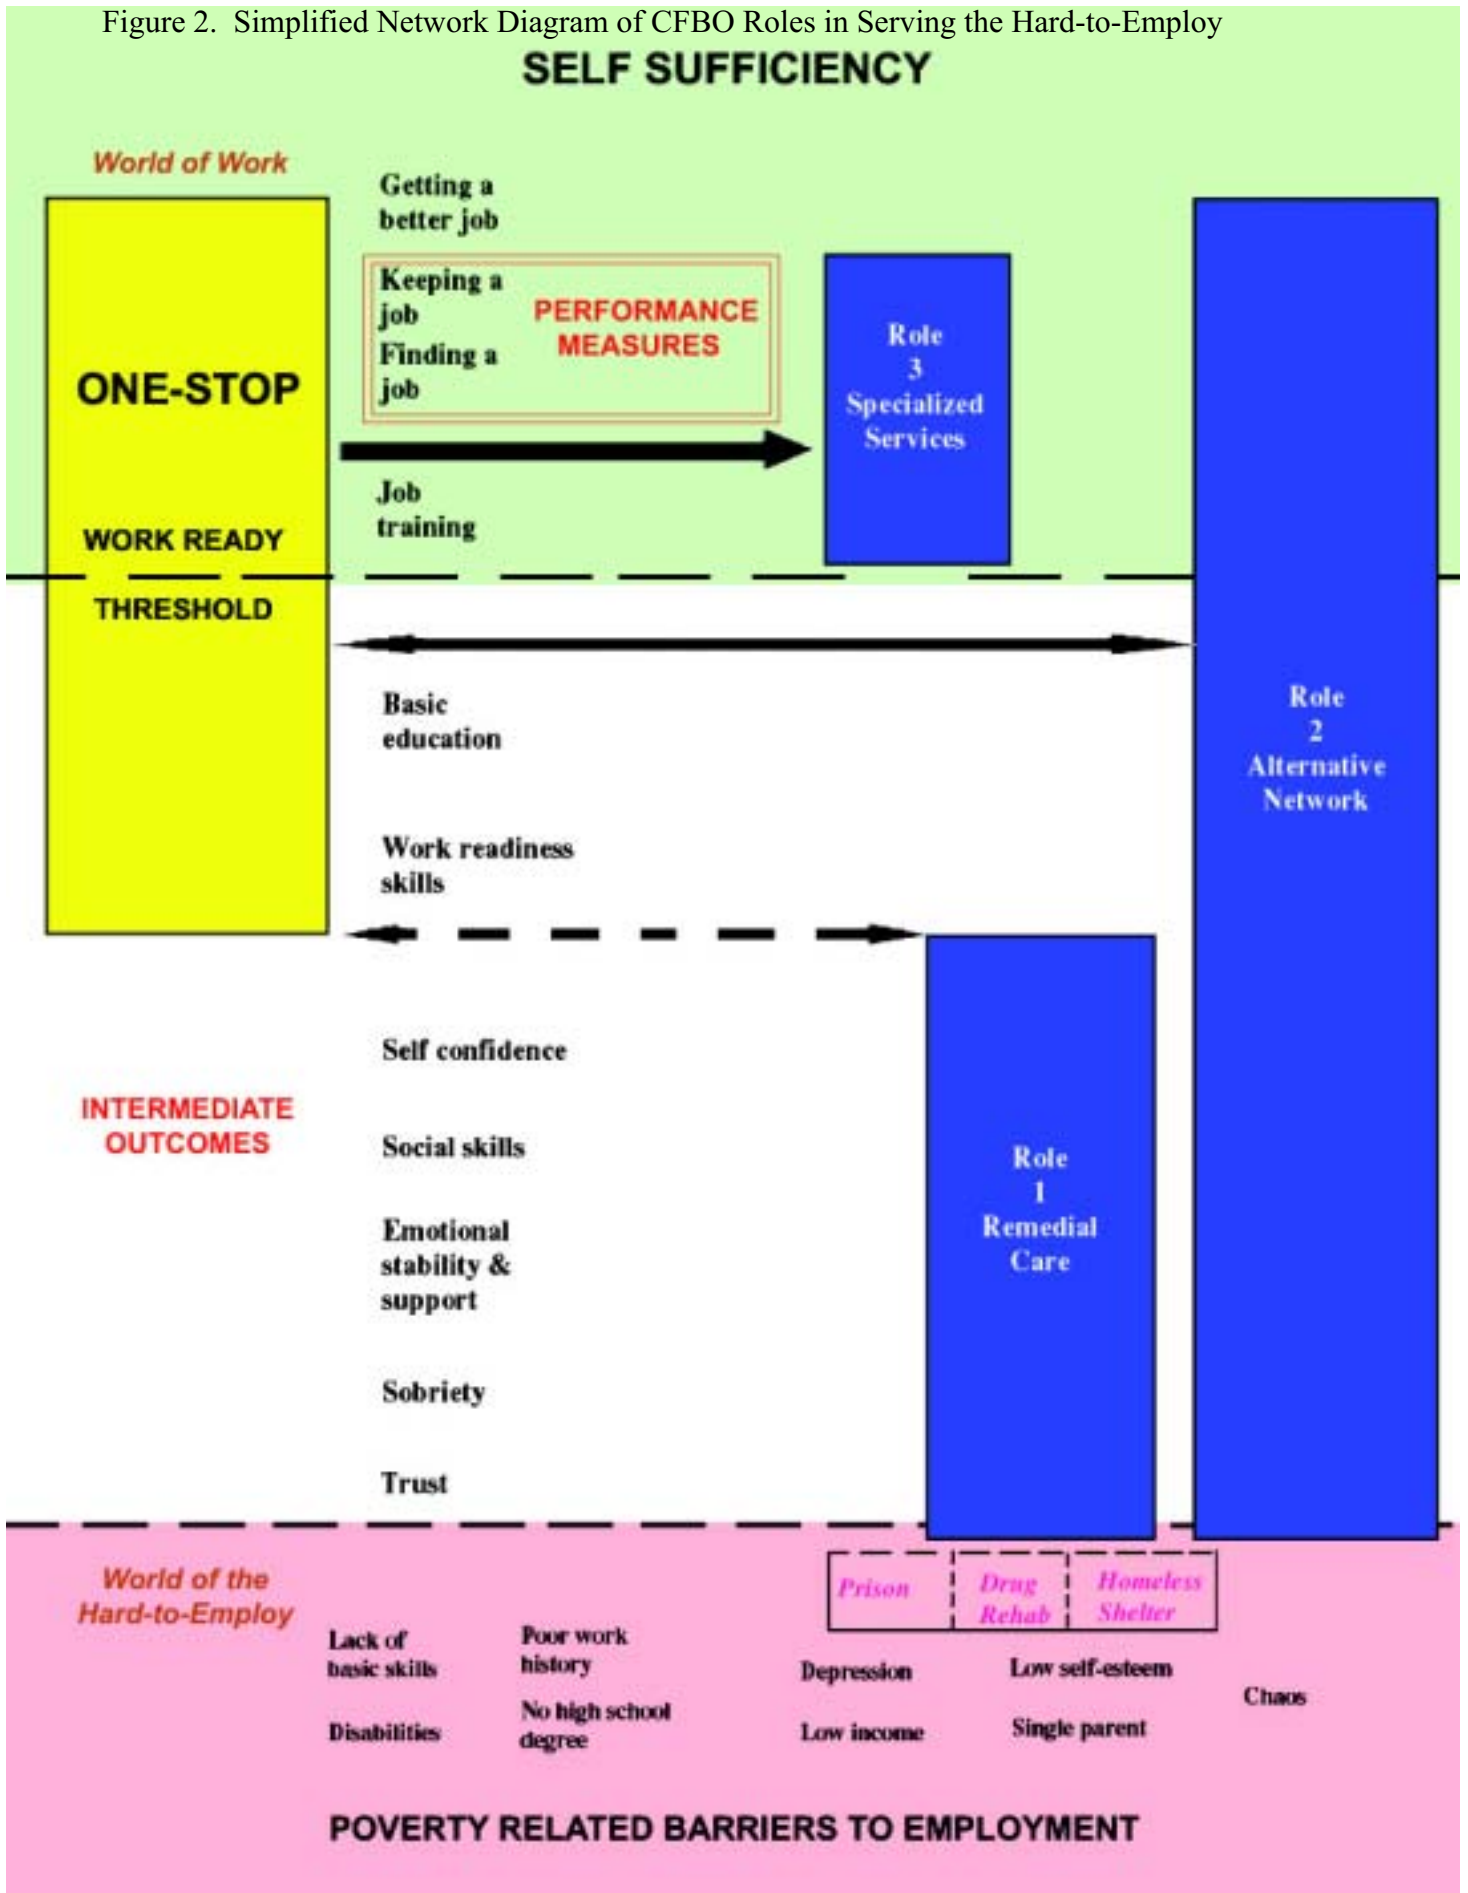 Figure 2. Simplified Network Diagram of CFBO Roles in Serving the Hard-to-Employ
SELF SUFFICIENCY
World of Work
Getting a
better job
Keeping a
job
Finding a
job
PERFORMANCE
MEASURES
Role
3
Specialized
Services
ONE-STOP
Job
training
WORK READY
THRESHOLD
Basic
education
Role
2
Alternative
Network
Work readiness
skills
Self confidence
INTERMEDIATE
OUTCOMES
Social skills
Role
1
Remedial
Care
Emotional
stability &
support
Sobriety
Trust
World of the
Hard-to-Employ
Prison
Drug
Rehab
Homeless
Shelter
Lack of
basic skills
Poor work
history
Depression
Low self-esteem
Chaos
Disabilities
No high school
degree
Low income
Single parent
POVERTY RELATED BARRIERS TO EMPLOYMENT